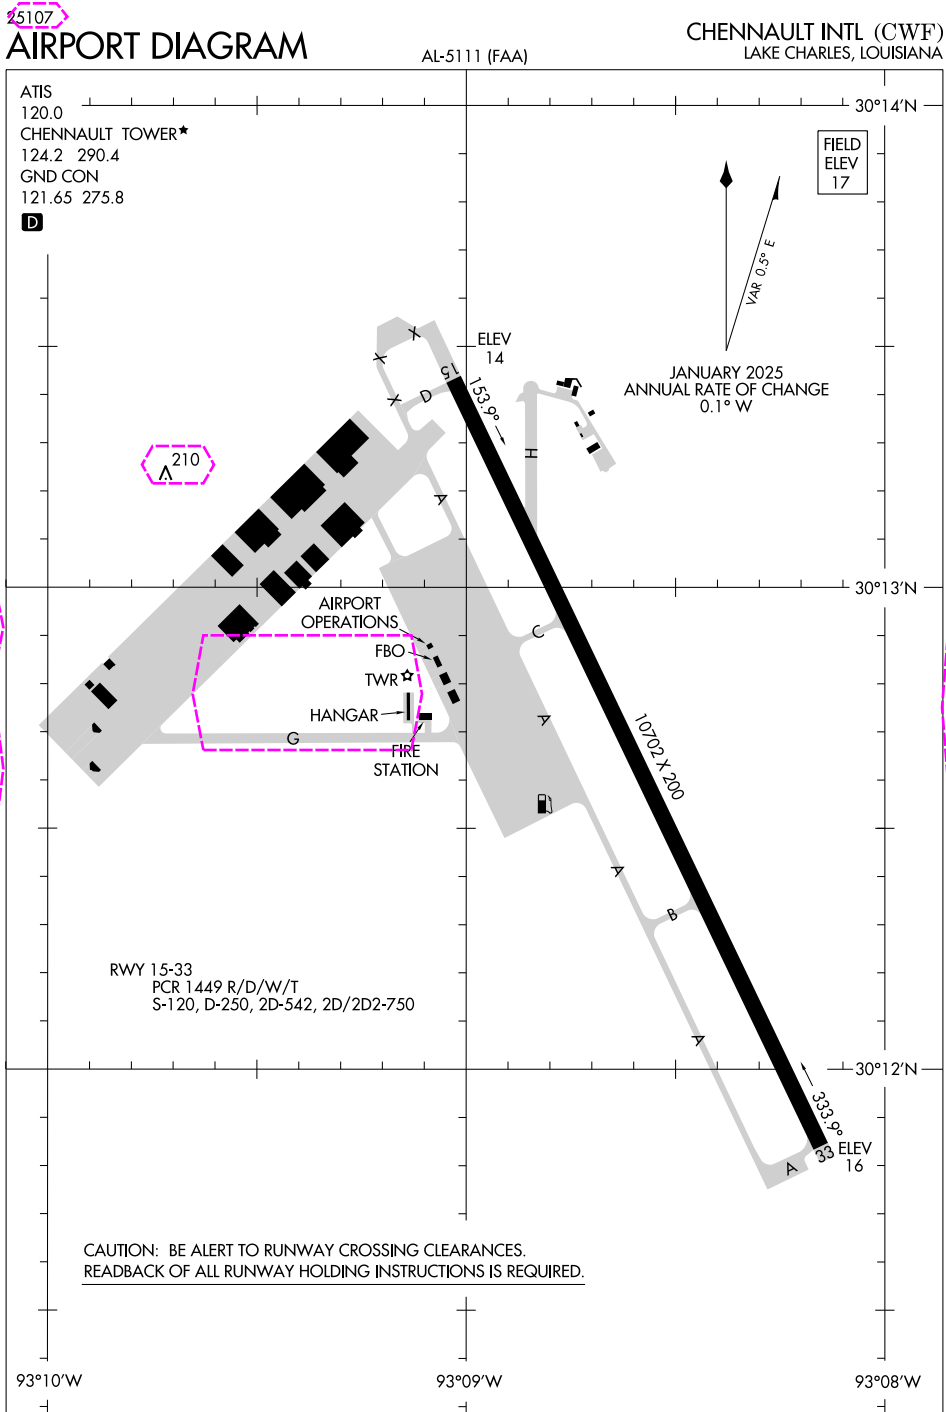 25107
AIRPORT DIAGRAM
AL-5111 (FAA)
CHENNAULT INTL (CWF)
LAKE CHARLES, LOUISIANA
ATIS
120.0
CHENNAULT TOWER★
124.2 290.4
GND CON
121.65 275.8
D
30°14'N
FIELD
ELEV
17
VAR 0.5° E
JANUARY 2025
ANNUAL RATE OF CHANGE
0.1° W
X
X
X
ELEV
14
15
153.9°
D
H
210
A
30°13'N
AIRPORT
OPERATIONS
FBO
TWR
HANGAR
FIRE
STATION
G
C
A
10702 X 200
A
B
A
RWY 15-33
PCR 1449 R/D/W/T
S-120, D-250, 2D-542, 2D/2D2-750
30°12'N
333.9°
33
ELEV
16
A
CAUTION: BE ALERT TO RUNWAY CROSSING CLEARANCES.
READBACK OF ALL RUNWAY HOLDING INSTRUCTIONS IS REQUIRED.
93°10'W
93°09'W
93°08'W